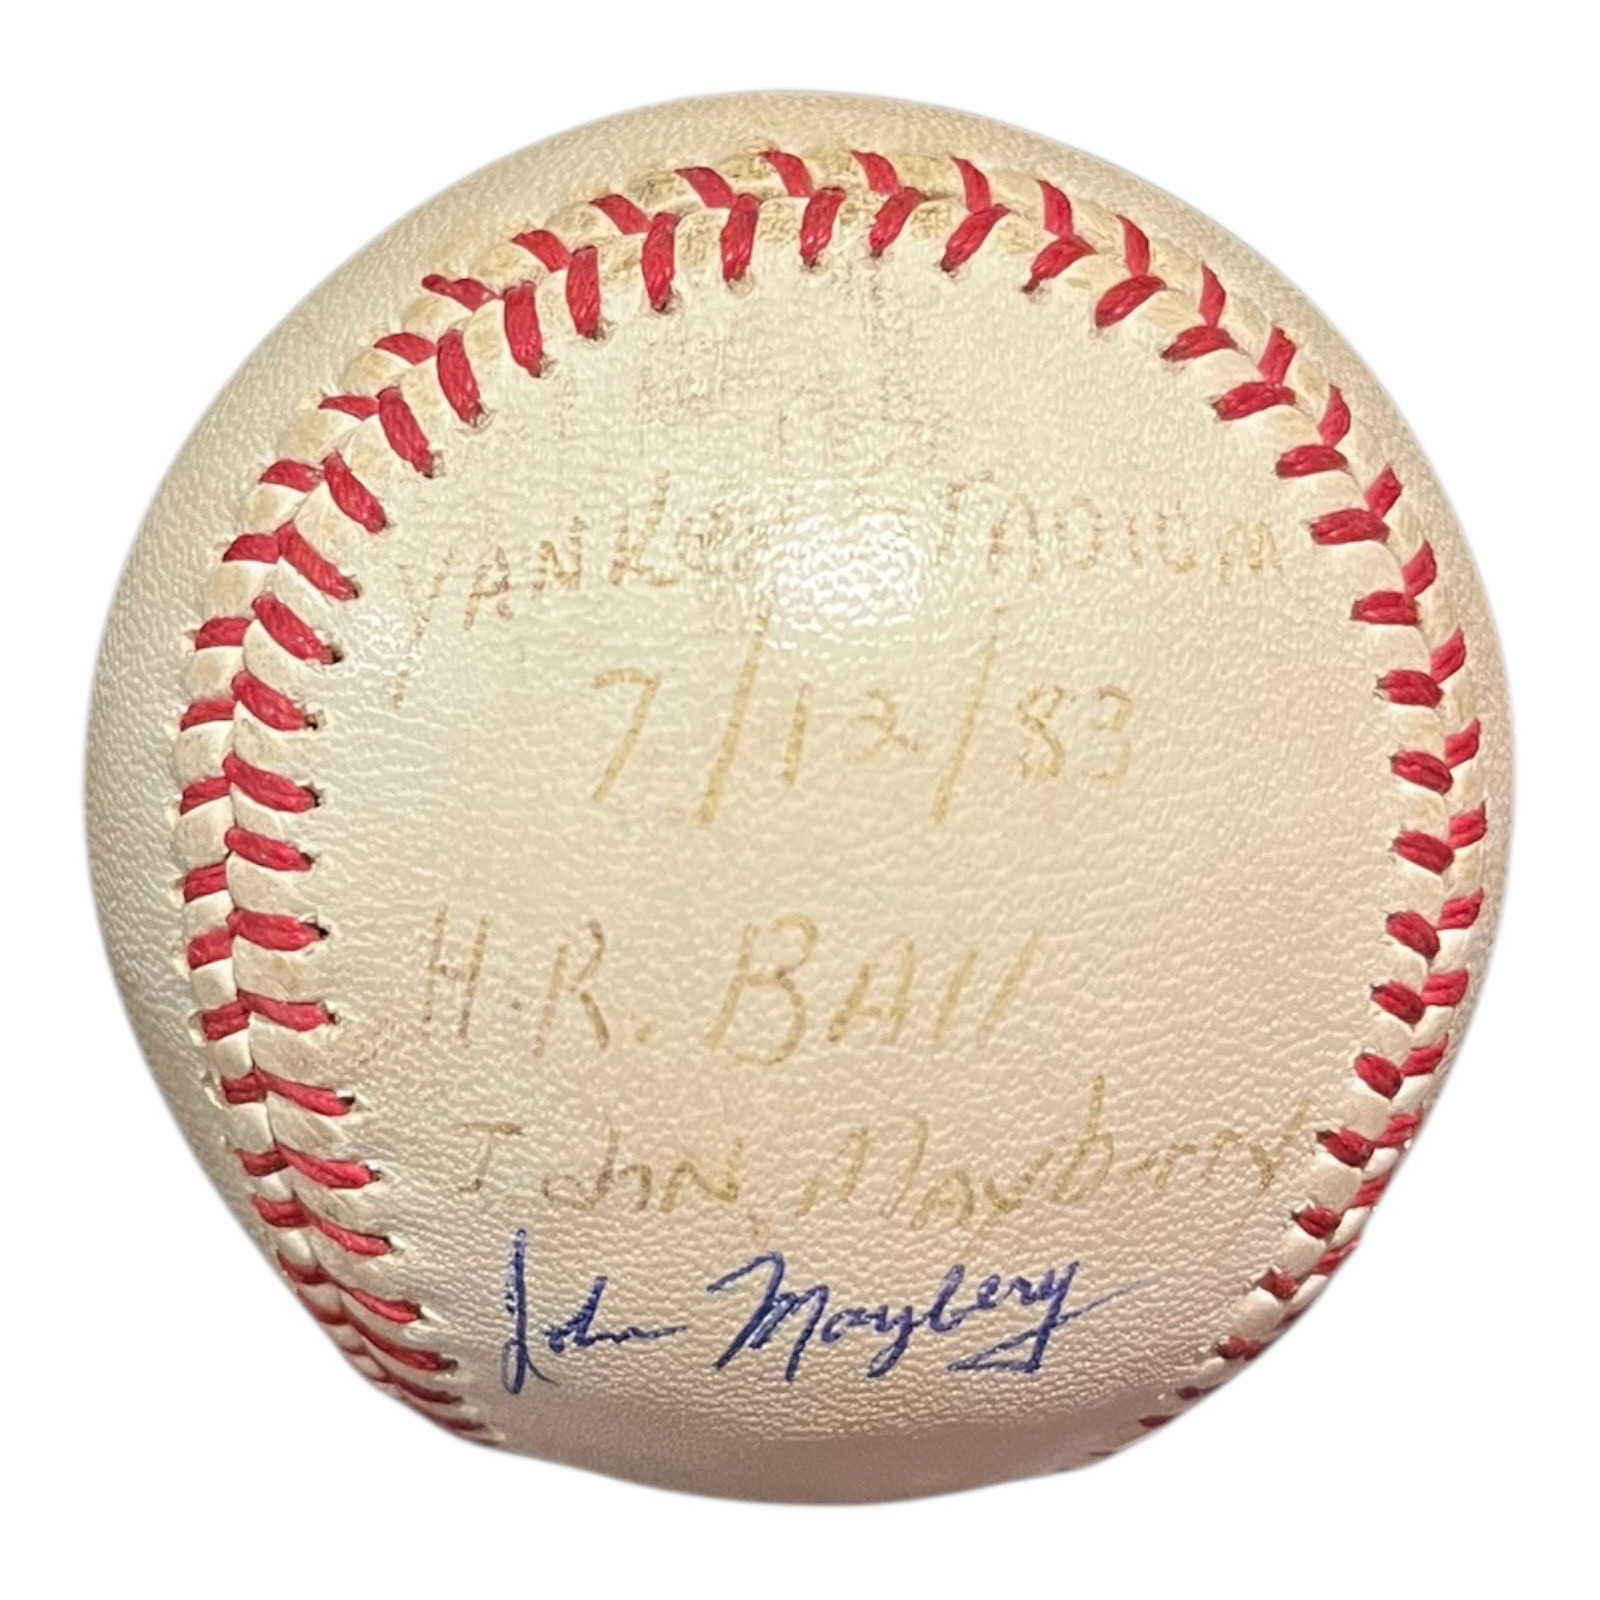 YANKee STADIUM
7/12/83
H.R. BAll
John Mayberry
John Mayberry